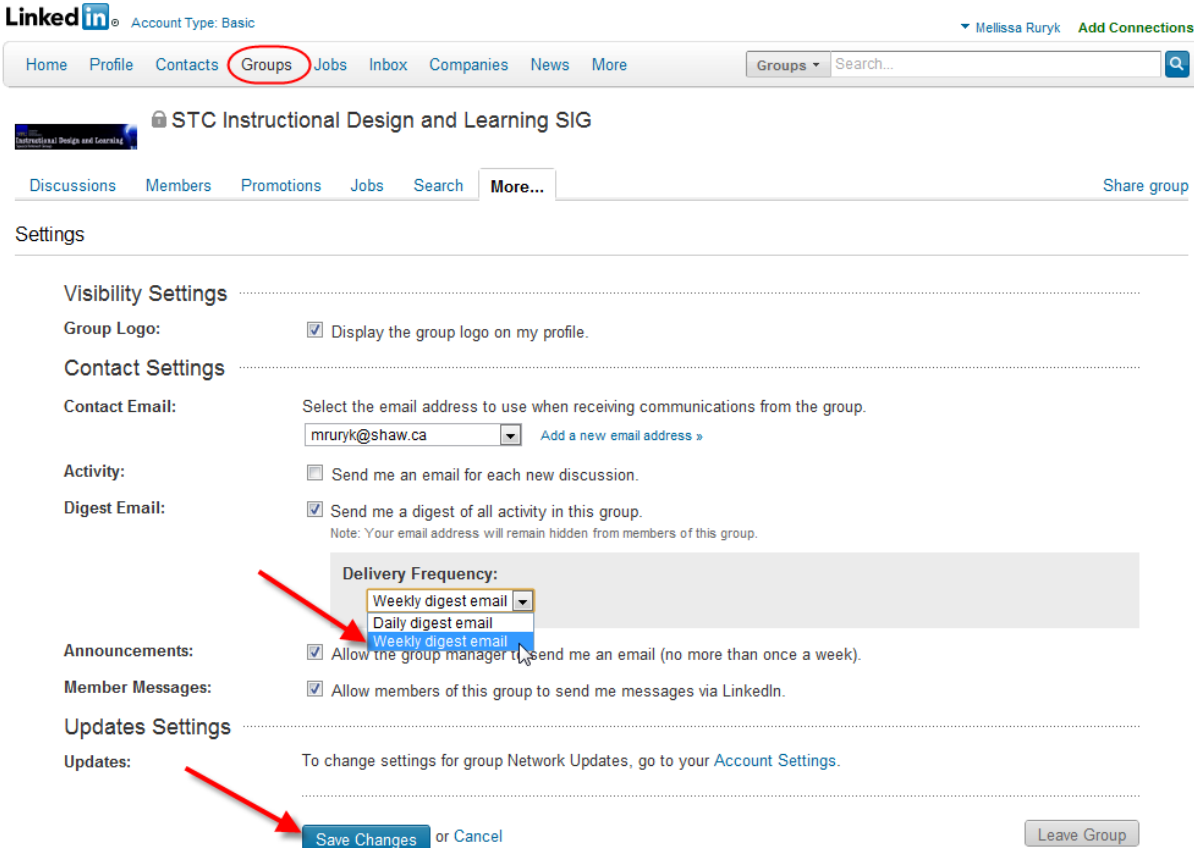 Linked in® Account Type: Basic Mellissa Ruryk Add Connections
Home Profile Contacts Groups Jobs Inbox Companies News More Groups Search...
STC Instructional Design and Learning SIG
Instructional Design and Learning
Discussions Members Promotions Jobs Search More... Share group
Settings
Visibility Settings
Group Logo: Display the group logo on my profile.
Contact Settings
Contact Email: Select the email address to use when receiving communications from the group.
mruryk@shaw.ca Add a new email address »
Activity: Send me an email for each new discussion.
Digest Email: Send me a digest of all activity in this group.
Note: Your email address will remain hidden from members of this group.
Delivery Frequency:
Weekly digest email
Daily digest email
Weekly digest email
Announcements: Allow the group manager to send me an email (no more than once a week).
Member Messages: Allow members of this group to send me messages via LinkedIn.
Updates Settings
Updates: To change settings for group Network Updates, go to your Account Settings.
Save Changes or Cancel Leave Group